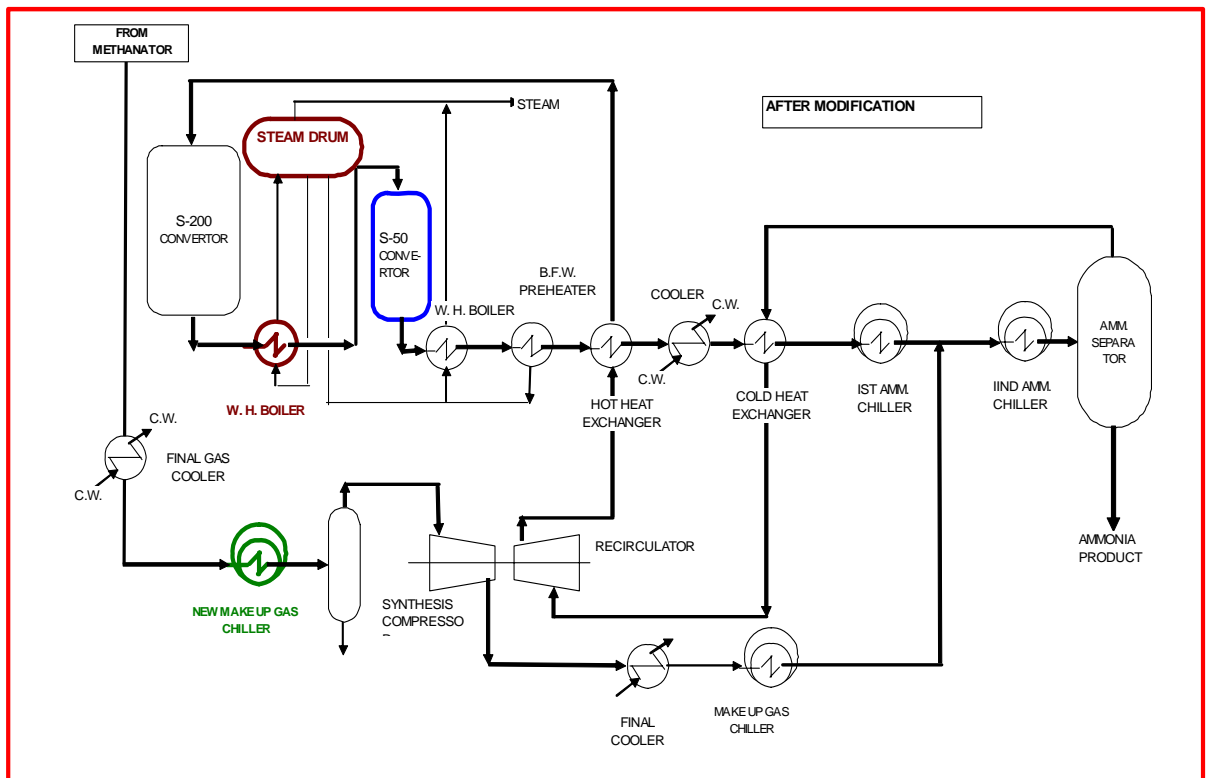 FROM
METHANATOR
STEAM
AFTER MODIFICATION
STEAM DRUM
S-200
CONVERTOR
S-50
CONVE-
RTOR
B.F.W.
PREHEATER
W. H. BOILER
COOLER
C.W.
C.W.
AMM.
SEPARA
TOR
W. H. BOILER
HOT HEAT
EXCHANGER
COLD HEAT
EXCHANGER
IST AMM.
CHILLER
IIND AMM.
CHILLER
C.W.
FINAL GAS
COOLER
C.W.
RECIRCULATOR
AMMONIA
PRODUCT
NEW MAKE UP GAS
CHILLER
SYNTHESIS
COMPRESSO
FINAL
COOLER
MAKE UP GAS
CHILLER